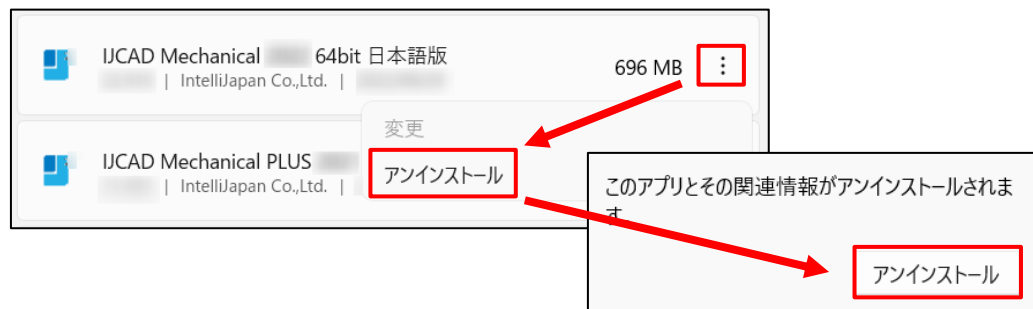 IJCAD Mechanical 64bit 日本語版
| IntelliJapan Co.,Ltd. |
696 MB
変更
アンインストール
IJCAD Mechanical PLUS
| IntelliJapan Co.,Ltd. |
このアプリとその関連情報がアンインストールされま
す。
アンインストール